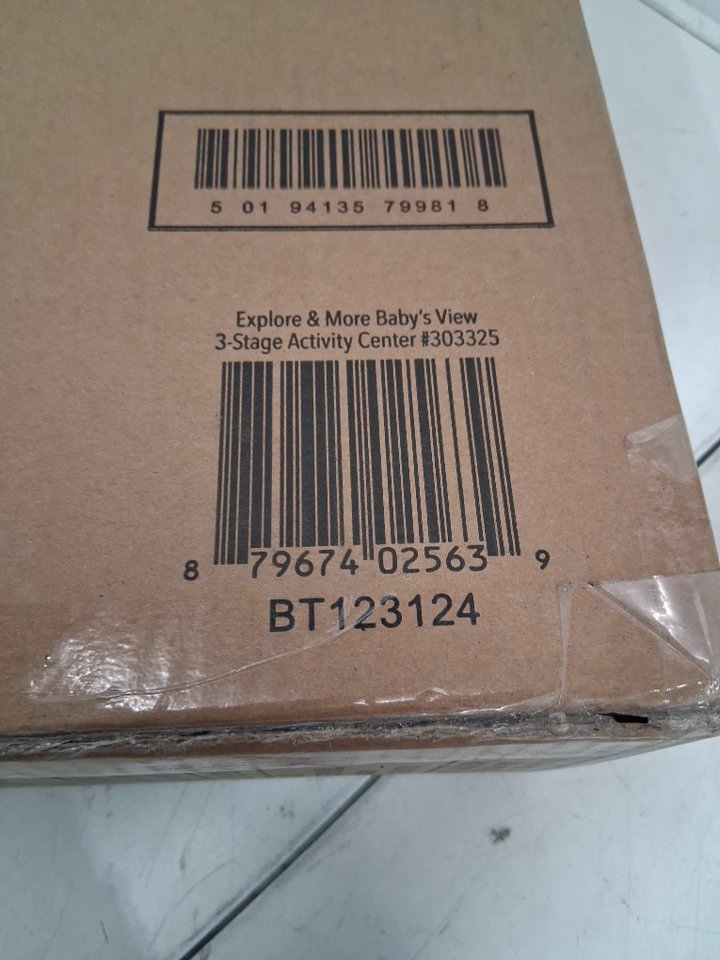 5 01 94135 79981 8
Explore & More Baby's View
3-Stage Activity Center #303325
8 79674 02563 9
BT123124